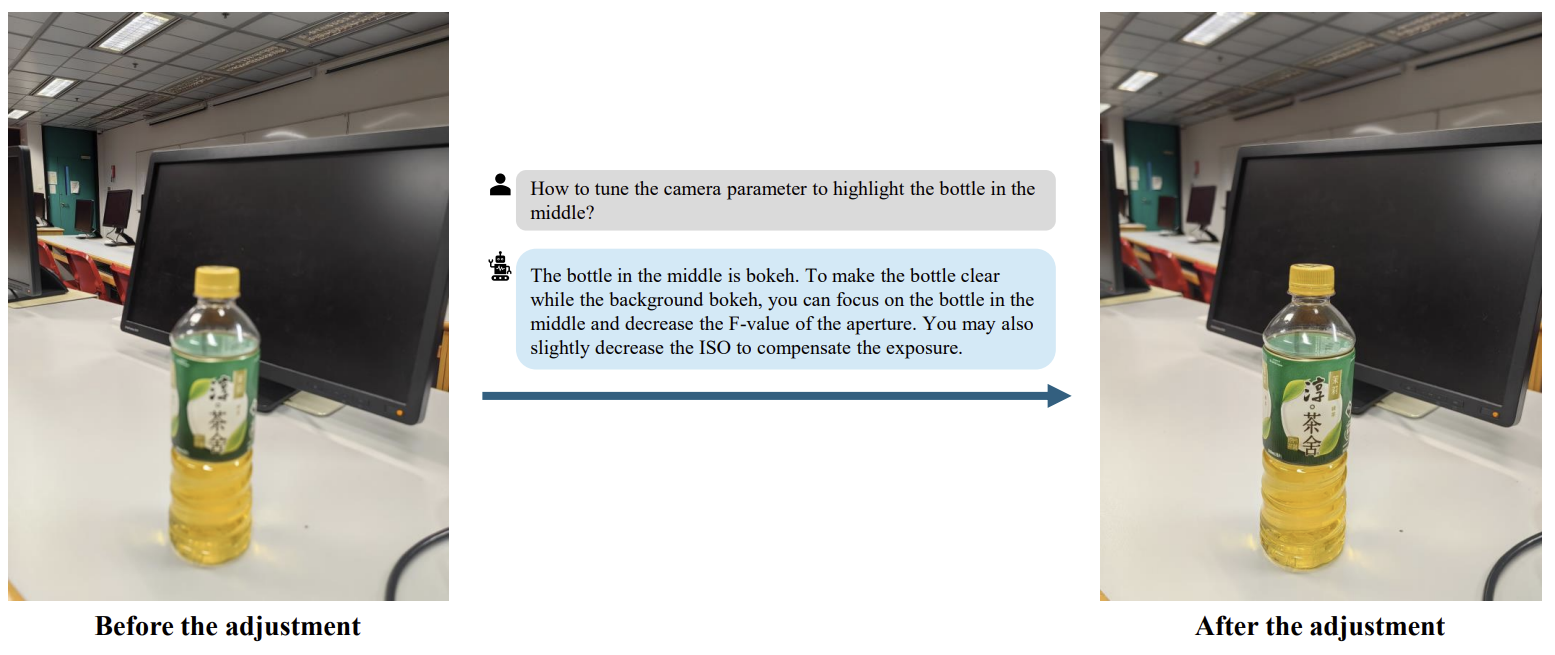 How to tune the camera parameter to highlight the bottle in the
middle?
The bottle in the middle is bokeh. To make the bottle clear
while the background bokeh, you can focus on the bottle in the
middle and decrease the F-value of the aperture. You may also
slightly decrease the ISO to compensate the exposure.
淳。茶舍
淳。茶舍
Before the adjustment
After the adjustment